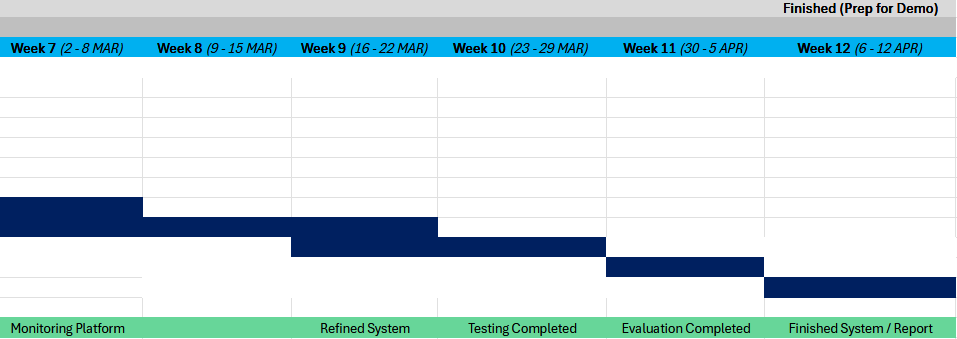 Finished (Prep for Demo)
Week 7 (2 - 8 MAR) Week 8 (9 - 15 MAR) Week 9 (16 - 22 MAR) Week 10 (23 - 29 MAR) Week 11 (30 - 5 APR) Week 12 (6 - 12 APR)
Monitoring Platform Refined System Testing Completed Evaluation Completed Finished System / Report